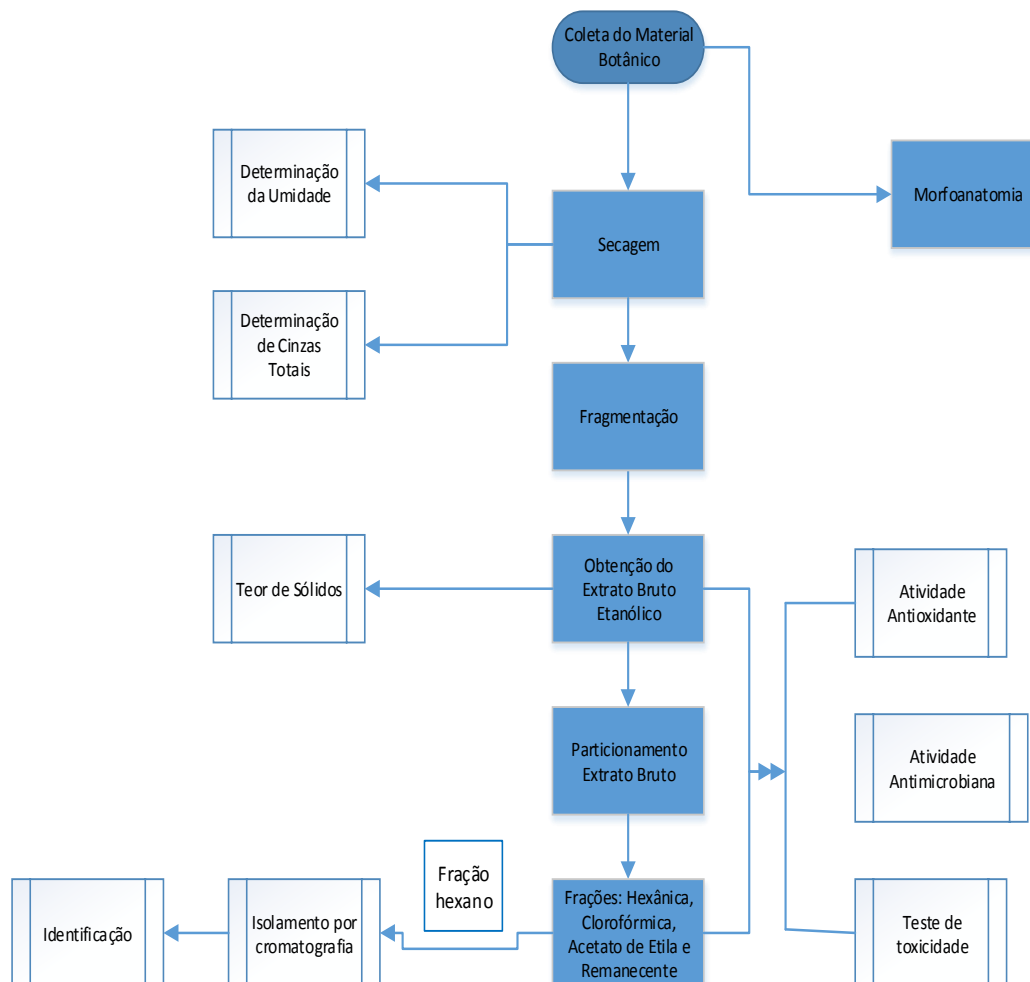 Coleta do Material
Botânico
Determinação
da Umidade
Morfoanatomia
Secagem
Determinação
de Cinzas
Totais
Fragmentação
Teor de Sólidos
Obtenção do
Extrato Bruto
Etanólico
Atividade
Antioxidante
Particionamento
Extrato Bruto
Atividade
Antimicrobiana
Fração
hexano
Identificação
Isolamento por
cromatografia
Frações: Hexânica,
Clorofórmica,
Acetato de Etila e
Remanecente
Teste de
toxicidade